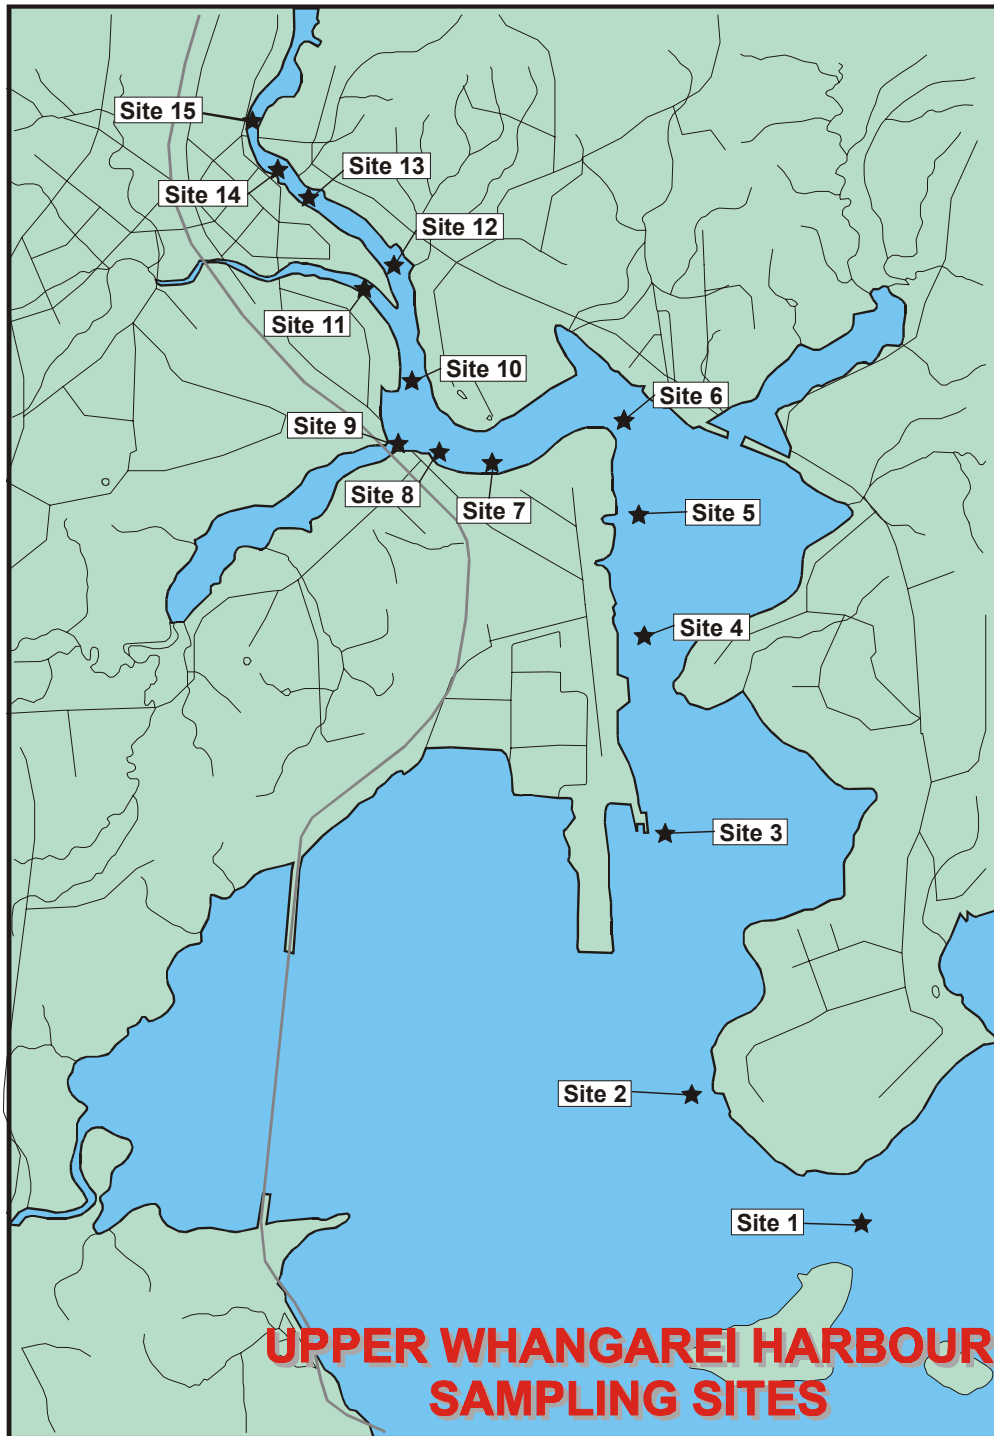 Site 15
Site 13
Site 14
Site 12
Site 11
Site 10
Site 6
Site 9
Site 8
Site 7
Site 5
Site 4
Site 3
Site 2
Site 1
UPPER WHANGAREI HARBOUR
SAMPLING SITES